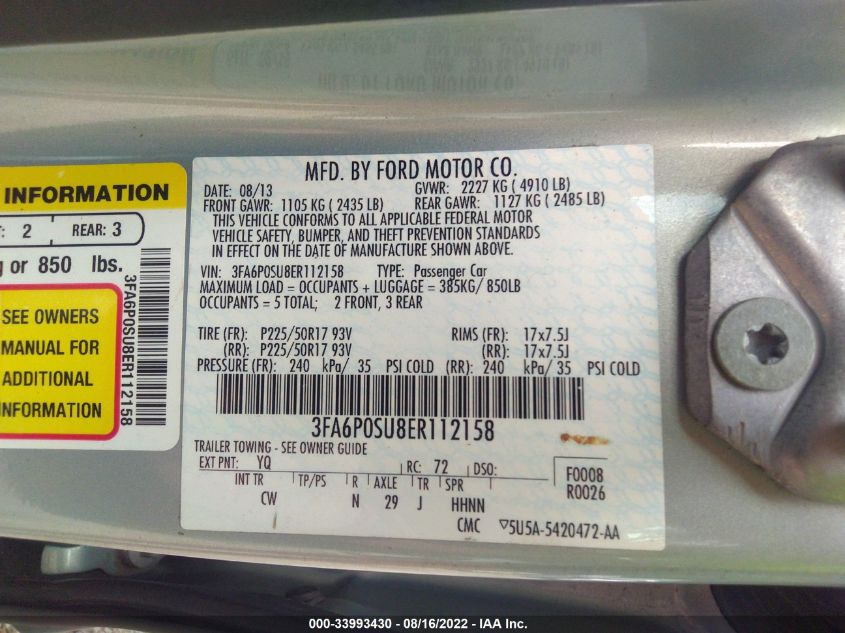 MFD. BY FORD MOTOR CO.
DATE: 08/13 GVWR: 2227 KG ( 4910 LB)
FRONT GAWR: 1105 KG ( 2435 LB) REAR GAWR: 1127 KG ( 2485 LB)
THIS VEHICLE CONFORMS TO ALL APPLICABLE FEDERAL MOTOR
VEHICLE SAFETY, BUMPER, AND THEFT PREVENTION STANDARDS
IN EFFECT ON THE DATE OF MANUFACTURE SHOWN ABOVE.
VIN: 3FA6P0SU8ER112158 TYPE: Passenger Car
MAXIMUM LOAD = OCCUPANTS + LUGGAGE = 385KG/ 850LB
OCCUPANTS = 5 TOTAL; 2 FRONT, 3 REAR
TIRE (FR): P225/50R17 93V RIMS (FR): 17x7.5J
(RR): P225/50R17 93V (RR): 17x7.5J
PRESSURE (FR): 240 kPa/ 35 PSI COLD (RR): 240 kPa/ 35 PSI COLD
3FA6P0SU8ER112158
TRAILER TOWING - SEE OWNER GUIDE
EXT PNT: YQ RC: 72 DSO:
INT TR TP/PS R AXLE TR SPR
CW N 29 J HHNN
F0008
R0026
CMC ▽5U5A-5420472-AA
INFORMATION
2 REAR: 3
or 850 lbs.
SEE OWNERS
MANUAL FOR
ADDITIONAL
INFORMATION
3FA6P0SU8ER112158
000-33993430 - 08/16/2022 - IAA Inc.